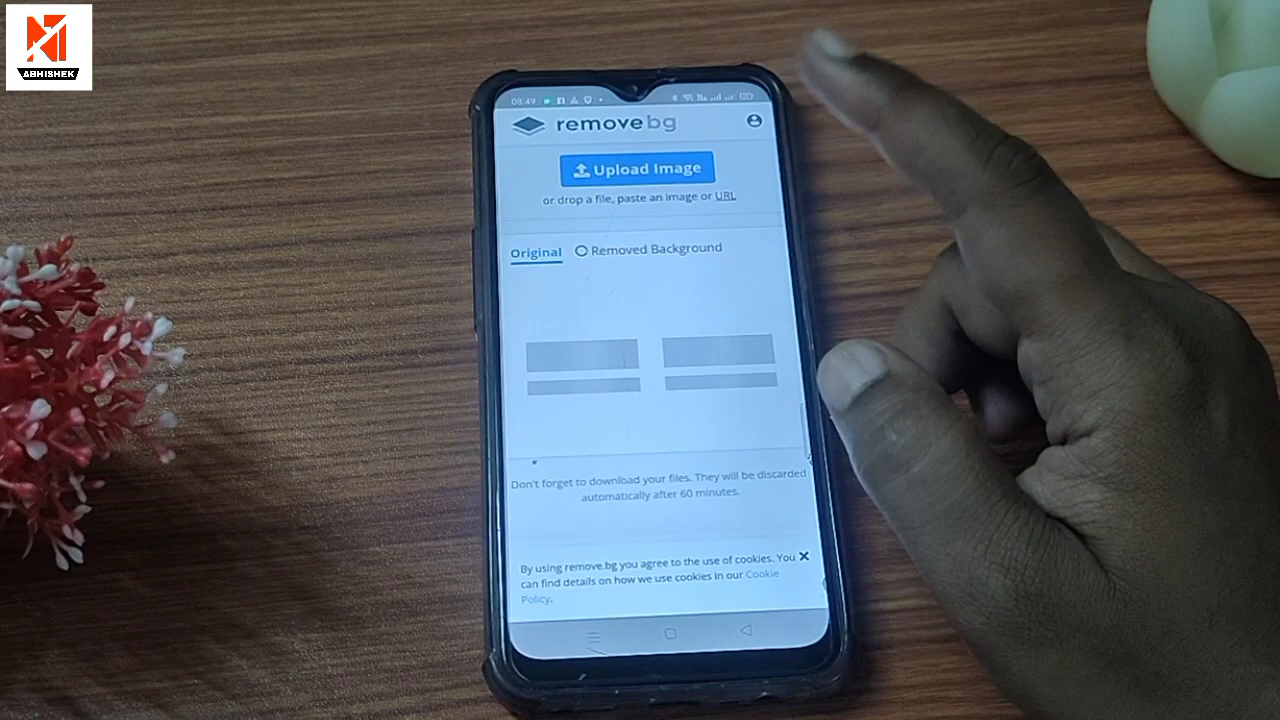 ABHISHEK
08:49
removebg
Upload Image
or drop a file, paste an image or URL
Original Removed Background
Don't forget to download your files. They will be discarded
automatically after 60 minutes.
By using remove.bg you agree to the use of cookies. You
can find details on how we use cookies in our Cookie
Policy.